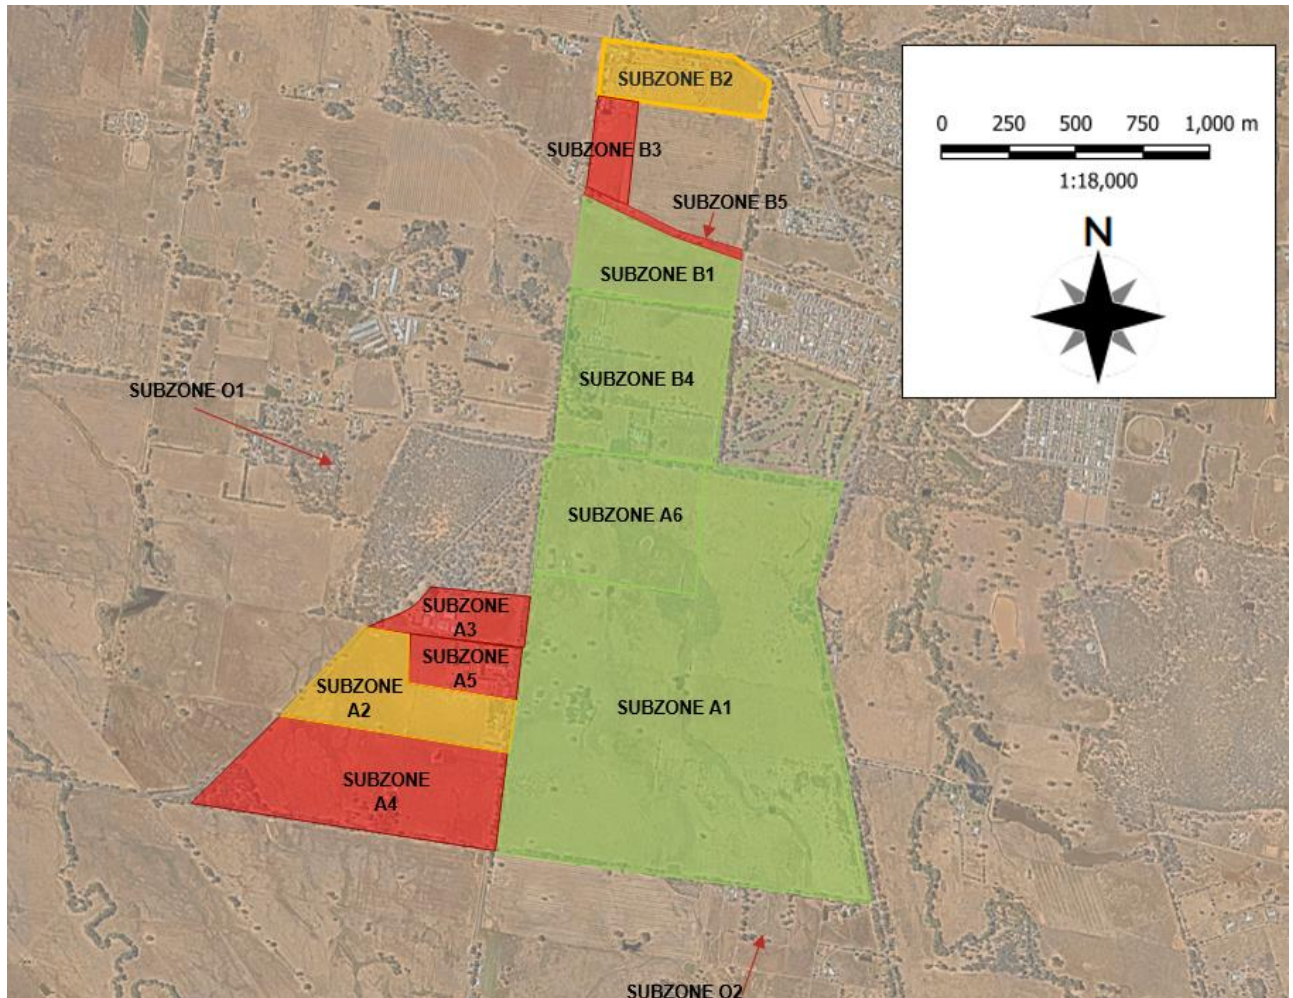 SUBZONE B2
0 250 500 750 1,000 m
1:18,000
SUBZONE B3
SUBZONE B5
N
SUBZONE B1
SUBZONE B4
SUBZONE O1
SUBZONE A6
SUBZONE
A3
SUBZONE
A5
SUBZONE
A2
SUBZONE A1
SUBZONE
A4
SUBZONE O2